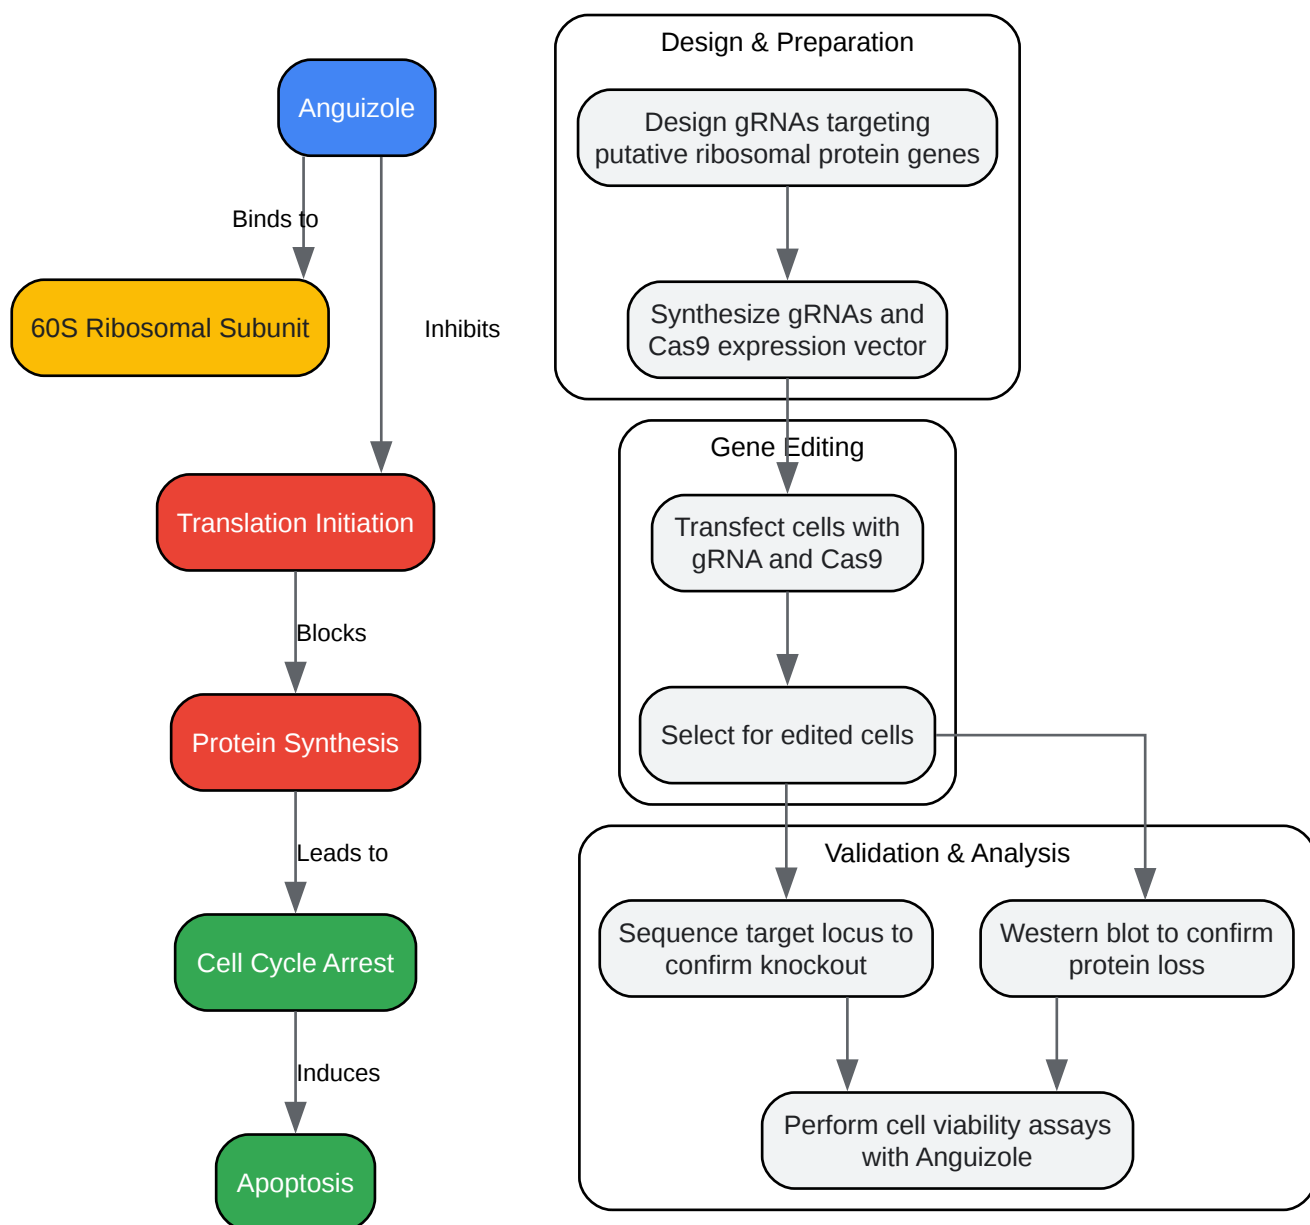 Anguizole
Binds to
60S Ribosomal Subunit
Inhibits
Translation Initiation
Blocks
Protein Synthesis
Leads to
Cell Cycle Arrest
Induces
Apoptosis
Design & Preparation
Design gRNAs targeting
putative ribosomal protein genes
Synthesize gRNAs and
Cas9 expression vector
Gene Editing
Transfect cells with
gRNA and Cas9
Select for edited cells
Validation & Analysis
Sequence target locus to
confirm knockout
Western blot to confirm
protein loss
Perform cell viability assays
with Anguizole